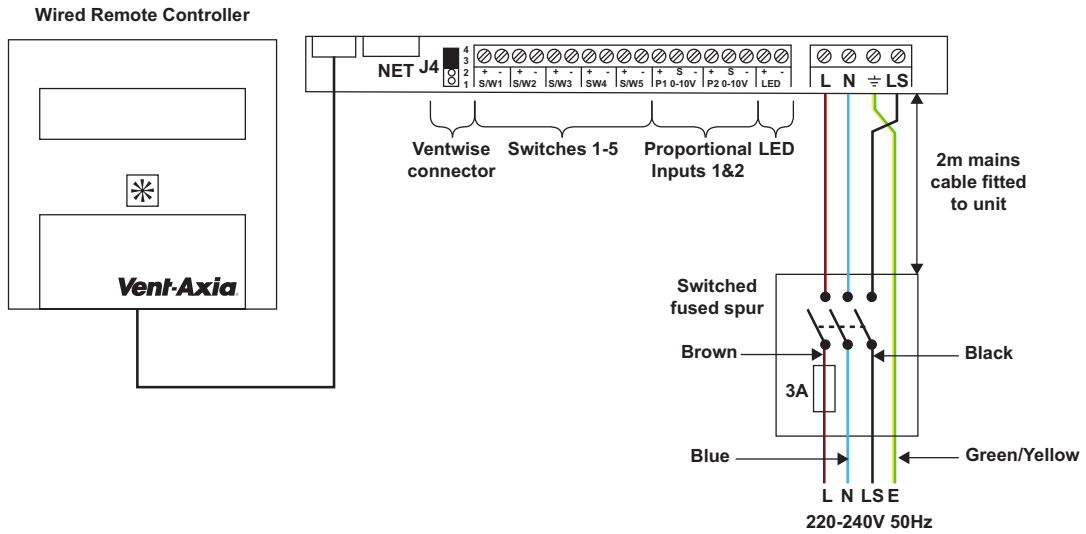 Wired Remote Controller
Vent-Axia
NET J4
4
3
2
1
+ - + - + - + - + - + S - + S - + -
S/W1 S/W2 S/W3 SW4 S/W5 P1 0-10V P2 0-10V LED
L N ⏚ LS
Ventwise
connector
Switches 1-5
Proportional
Inputs 1&2
LED
2m mains
cable fitted
to unit
Switched
fused spur
Brown
Black
3A
Blue
Green/Yellow
L N LS E
220-240V 50Hz